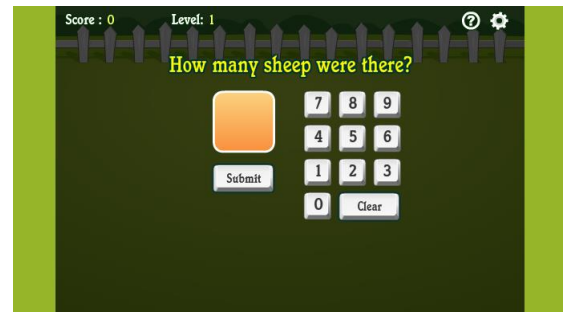 Score : 0 Level: 1 ?
How many sheep were there?
7 8 9
4 5 6
Submit 1 2 3
0 Clear